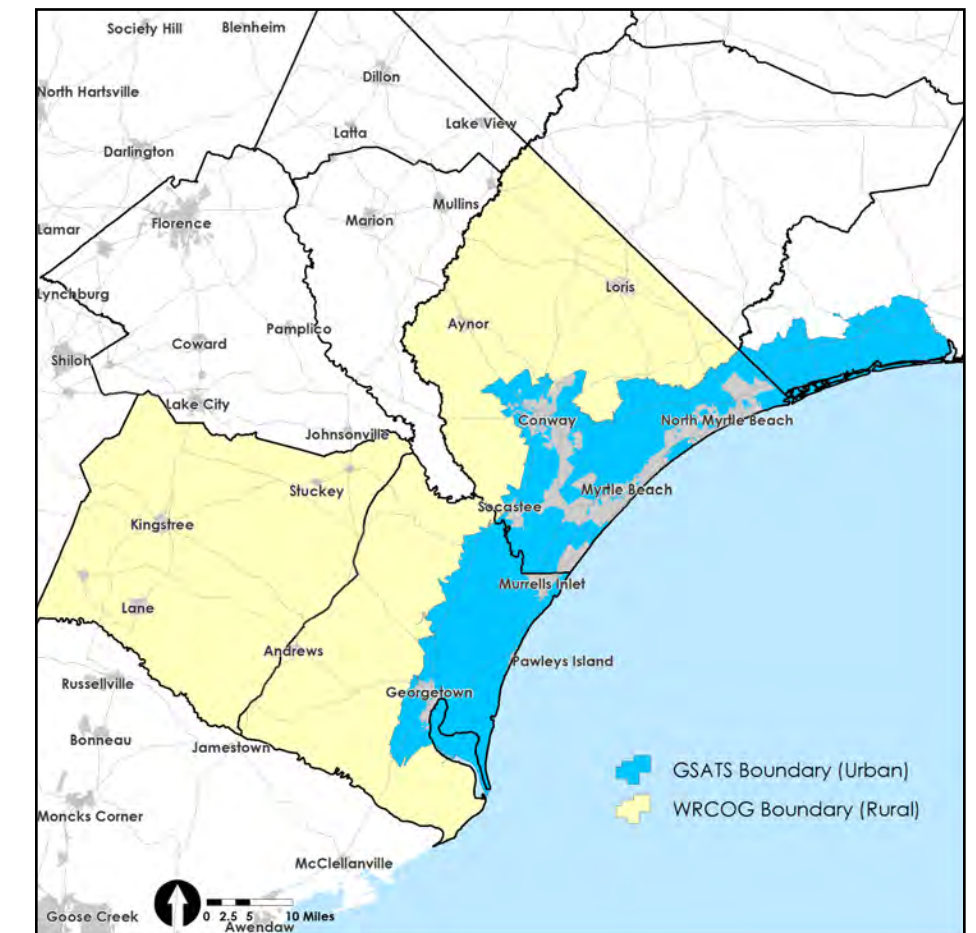 Society Hill
Blenheim
North Hartsville
Dillon
Latta
Lake View
Darlington
Mullins
Florence
Marion
Lamar
Loris
Lynchburg
Aynor
Pamplico
Coward
Shiloh
Lake City
Conway
North Myrtle Beach
Johnsonville
Stuckey
Myrtle Beach
Socastee
Kingstree
Murrells Inlet
Lane
Andrews
Pawleys Island
Russellville
Georgetown
Bonneau
Jamestown
GSATS Boundary (Urban)
WRCOG Boundary (Rural)
Moncks Corner
McClellanville
0 2.5 5 10 Miles
Goose Creek
Awendaw